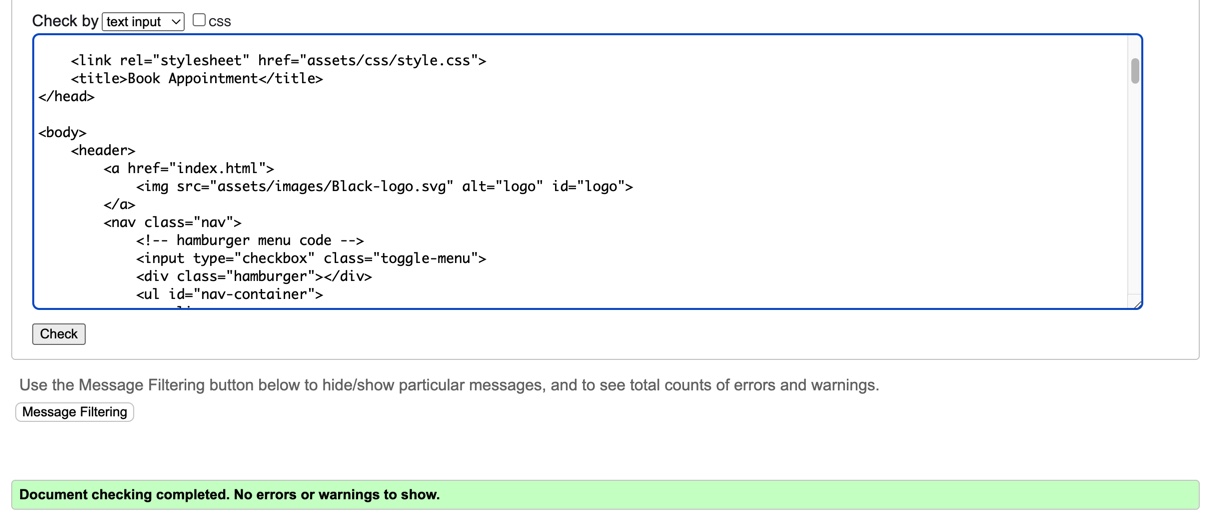 Check by text input css
<link rel="stylesheet" href="assets/css/style.css">
<title>Book Appointment</title>
</head>
<body>
<header>
<a href="index.html">
<img src="assets/images/Black-logo.svg" alt="logo" id="logo">
</a>
<nav class="nav">
<!-- hamburger menu code -->
<input type="checkbox" class="toggle-menu">
<div class="hamburger"></div>
<ul id="nav-container">
Check
Use the Message Filtering button below to hide/show particular messages, and to see total counts of errors and warnings.
Message Filtering
Document checking completed. No errors or warnings to show.